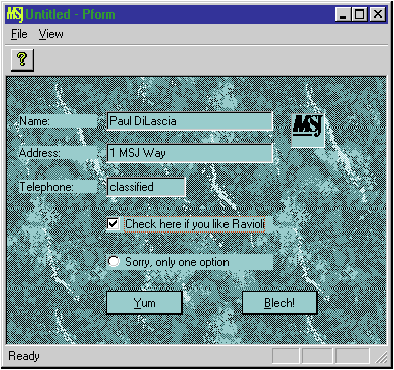 MSJ Untitled - Pform
File View
?
Name: Paul DiLascia
MSJ
Address: 1 MSJ Way
Telephone: classified
Check here if you like Ravioli
Sorry, only one option
Yum Blech!
Ready